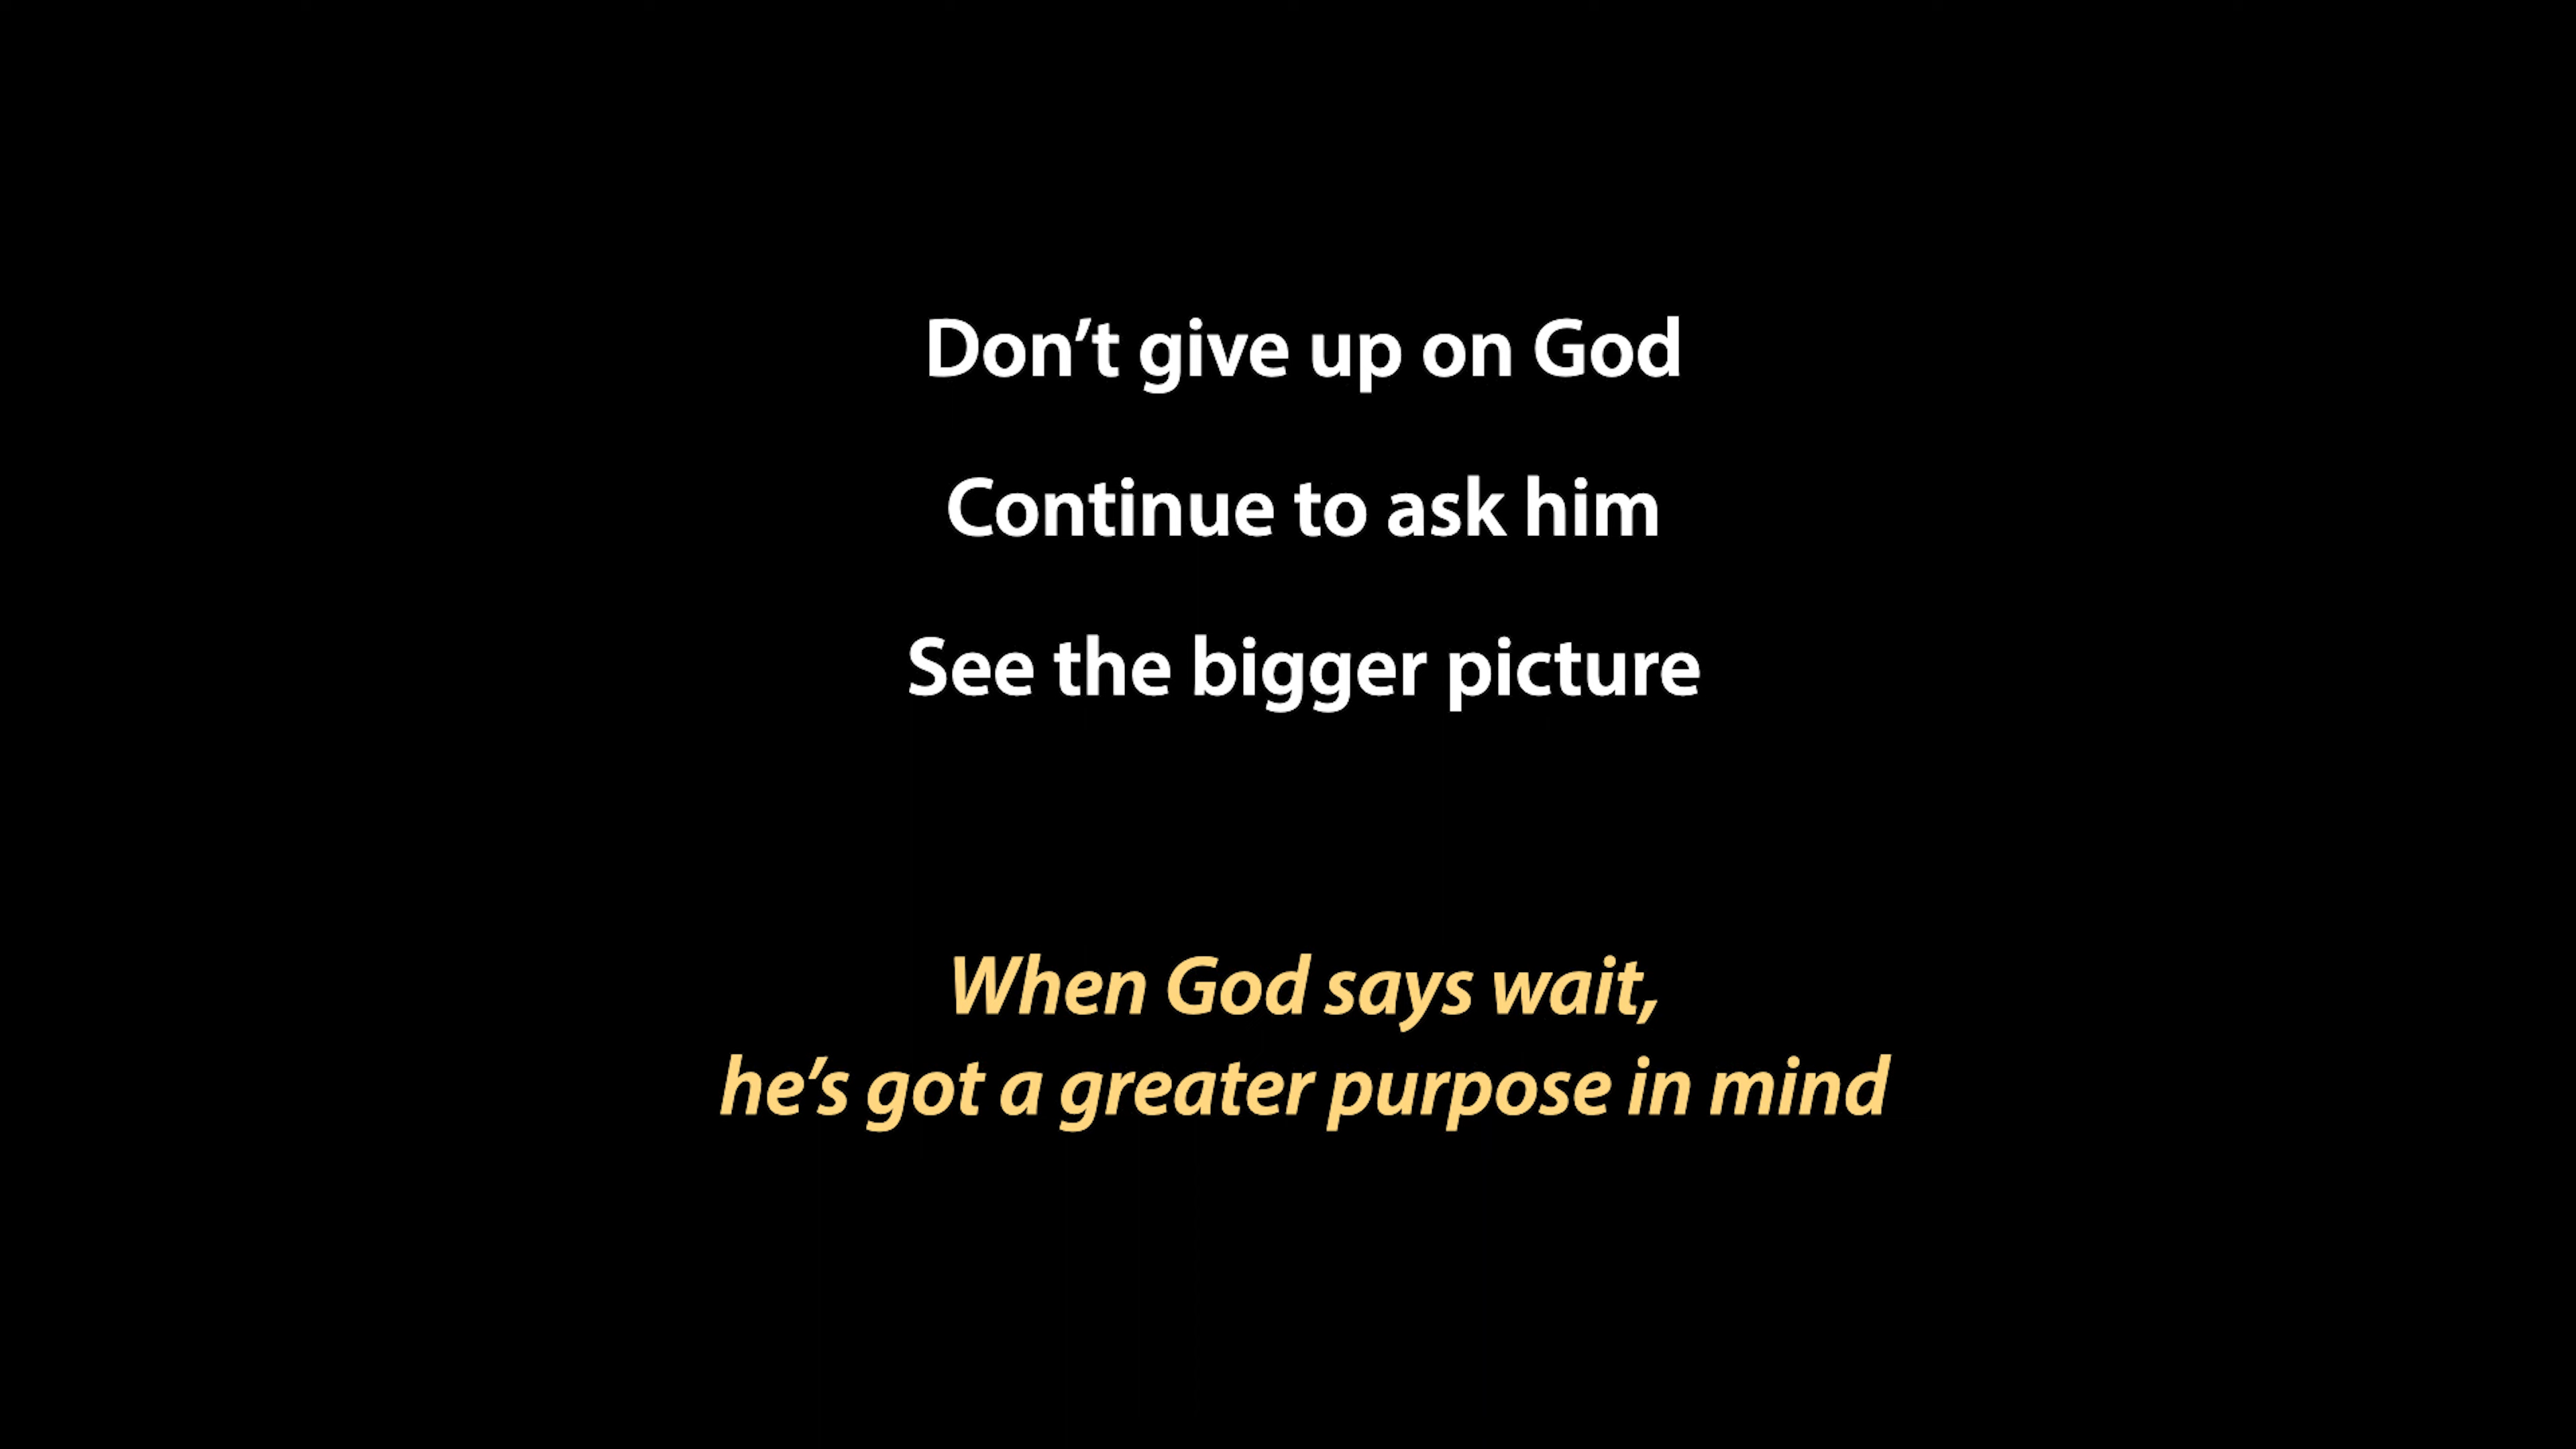 Don’t give up on God
Continue to ask him
See the bigger picture
When God says wait,
he’s got a greater purpose in mind